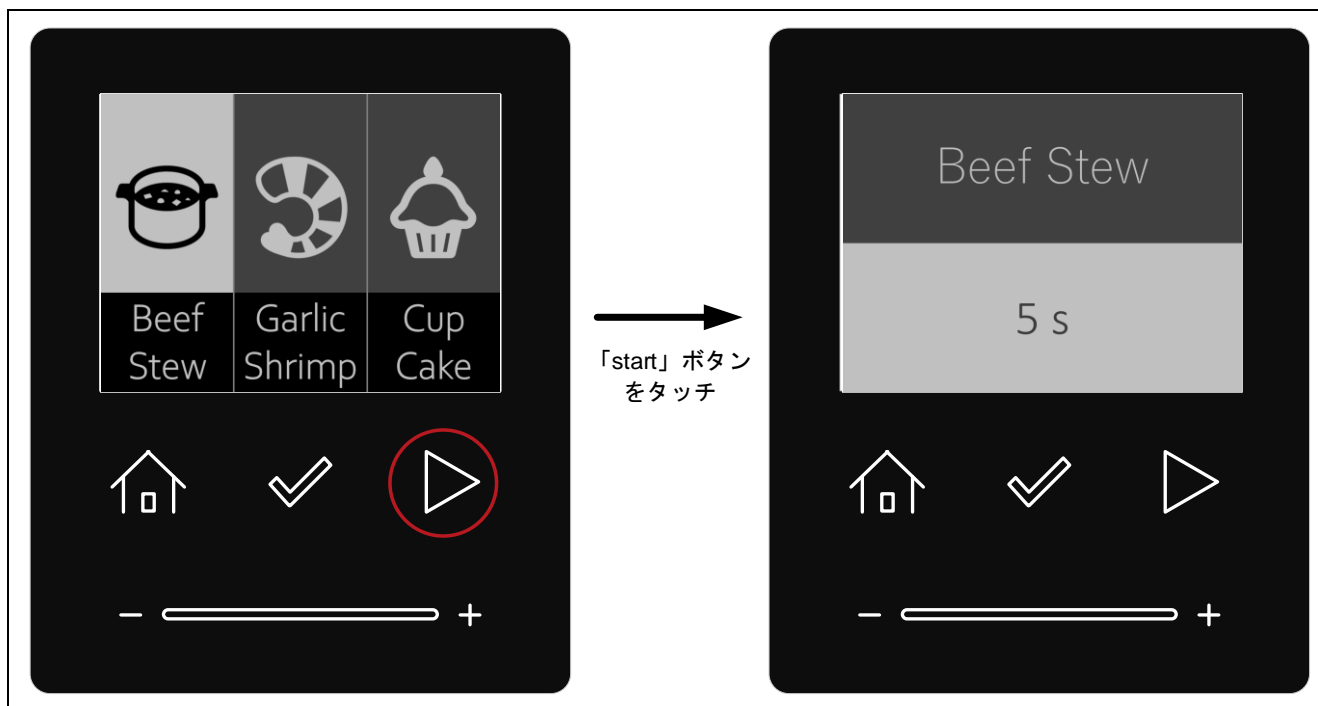 Beef Stew
Garlic Shrimp
Cup Cake
「start」ボタン
をタッチ
Beef Stew
5 s